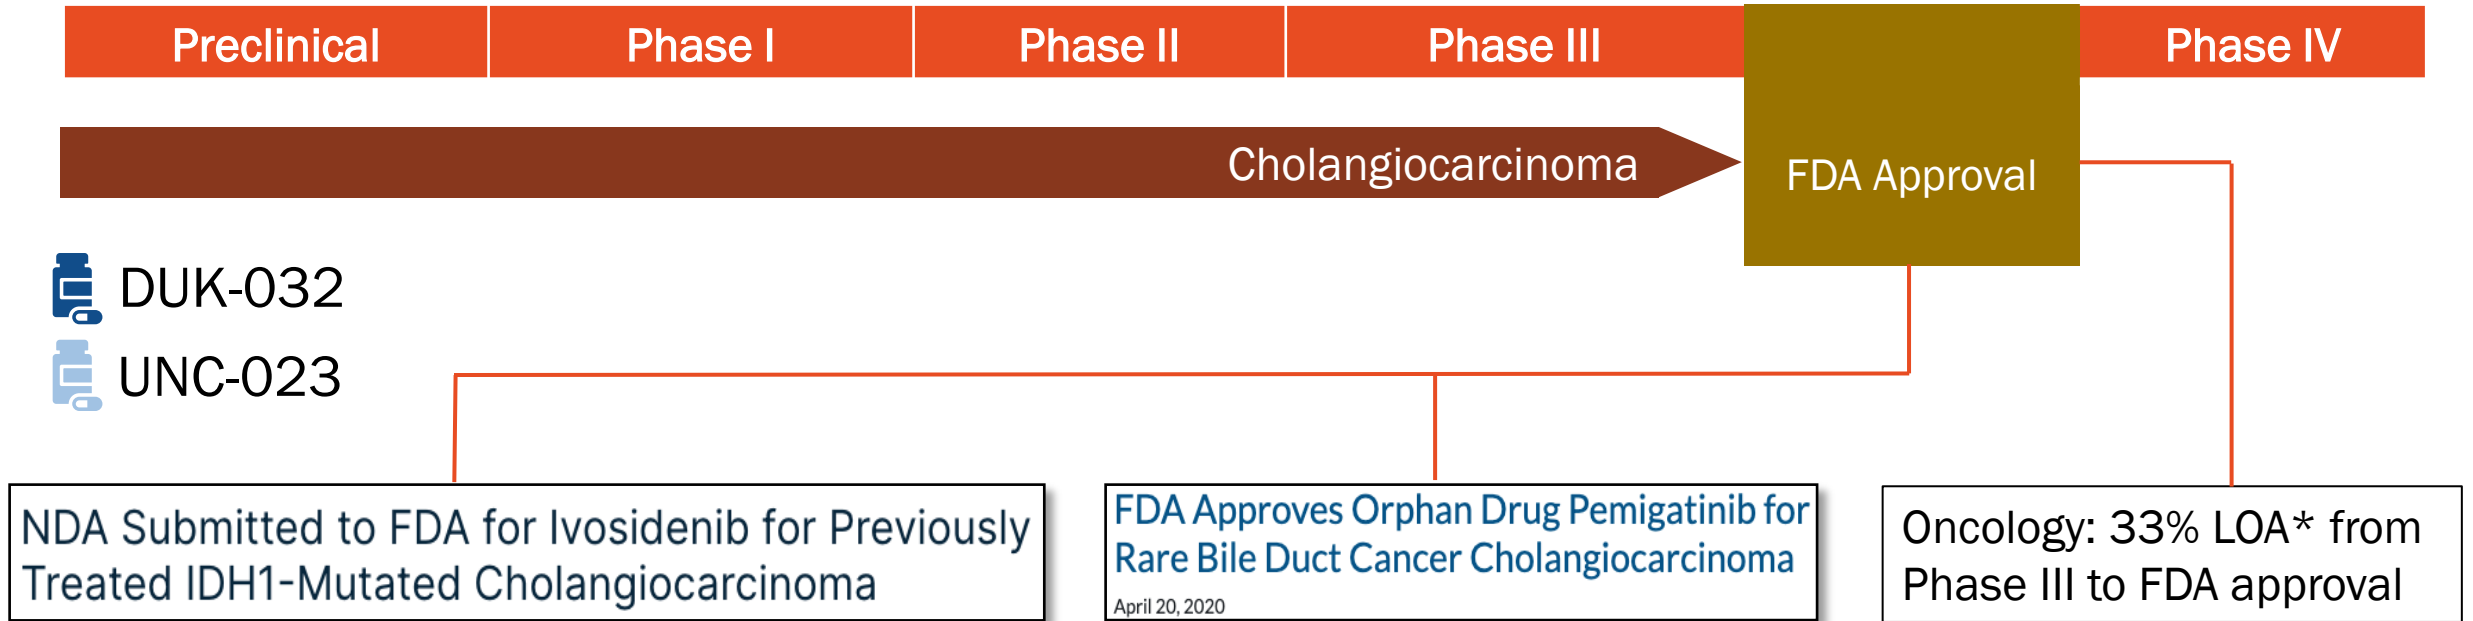 Preclinical
Phase I
Phase II
Phase III
Phase IV
Cholangiocarcinoma
FDA Approval
DUK-032
UNC-023
NDA Submitted to FDA for Ivosidenib for Previously
Treated IDH1-Mutated Cholangiocarcinoma
FDA Approves Orphan Drug Pemigatinib for
Rare Bile Duct Cancer Cholangiocarcinoma
April 20, 2020
Oncology: 33% LOA* from
Phase III to FDA approval